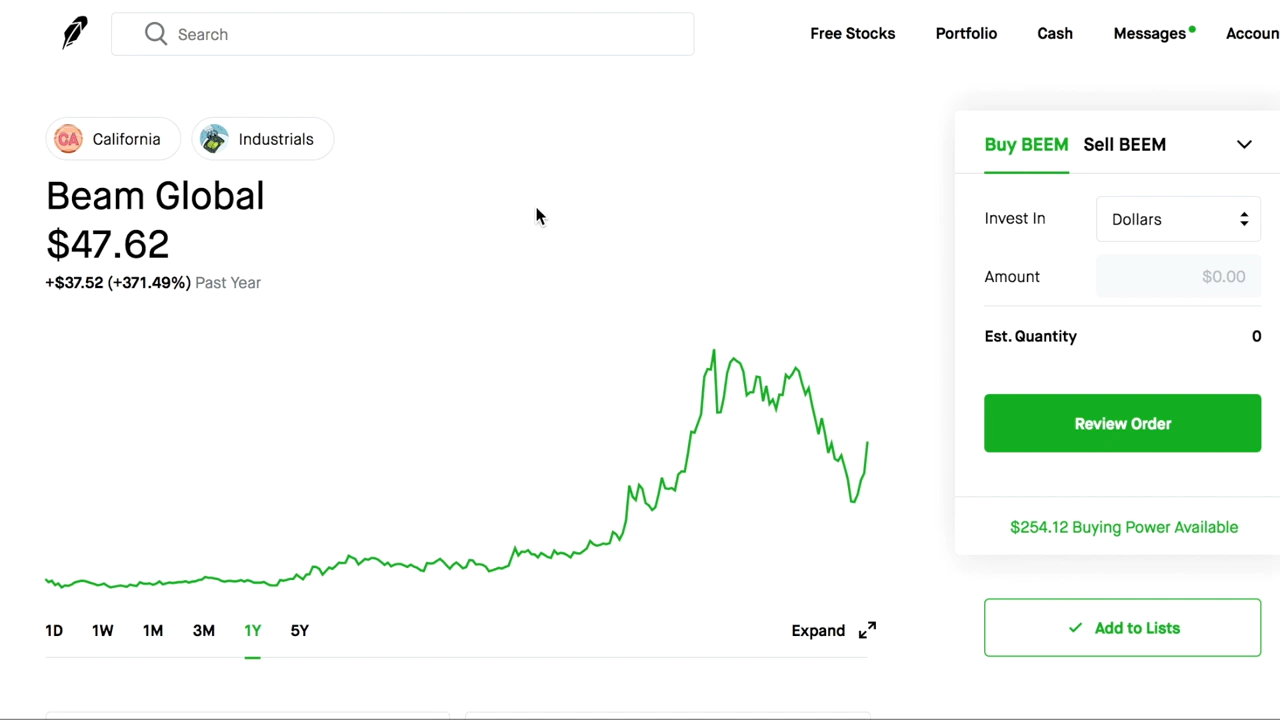 Search
Free Stocks
Portfolio
Cash
Messages
Accoun
CA
California
Industrials
Beam Global
$47.62
+$37.52 (+371.49%) Past Year
1D
1W
1M
3M
1Y
5Y
Expand
Buy BEEM
Sell BEEM
Invest In
Dollars
Amount
$0.00
Est. Quantity
0
Review Order
$254.12 Buying Power Available
Add to Lists